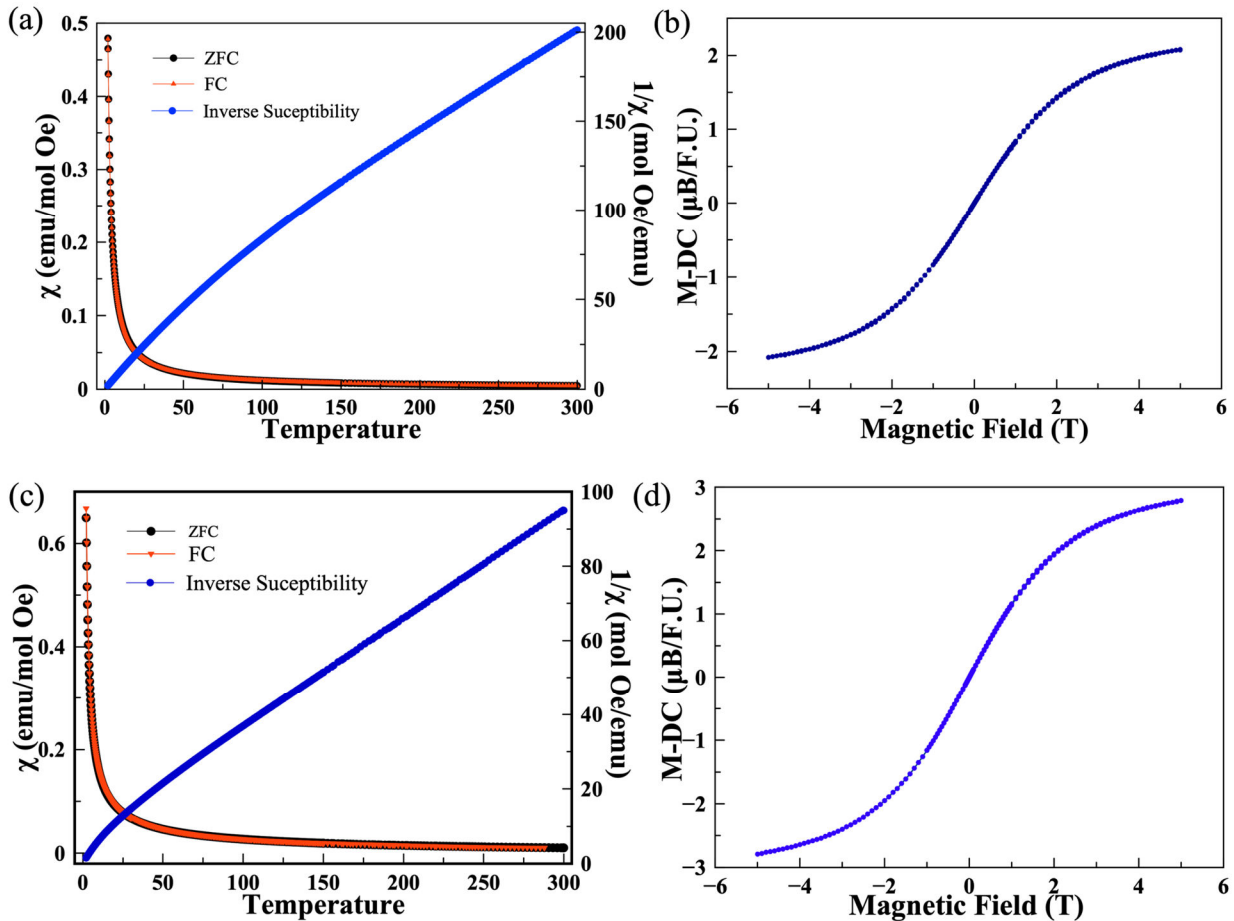 (a)
0.5
0.4
0.3
0.2
0.1
0
χ (emu/mol Oe)
ZFC
FC
Inverse Suceptibility
200
150
100
50
0
1/χ (mol Oe/emu)
0 50 100 150 200 250 300
Temperature
(b)
2
1
0
−1
−2
M-DC (μB/F.U.)
−6 −4 −2 0 2 4 6
Magnetic Field (T)
(c)
0.6
0.4
0.2
0
χ (emu/mol Oe)
ZFC
FC
Inverse Suceptibility
100
80
60
40
20
0
1/χ (mol Oe/emu)
0 50 100 150 200 250 300
Temperature
(d)
3
2
1
0
−1
−2
−3
M-DC (μB/F.U.)
−6 −4 −2 0 2 4 6
Magnetic Field (T)